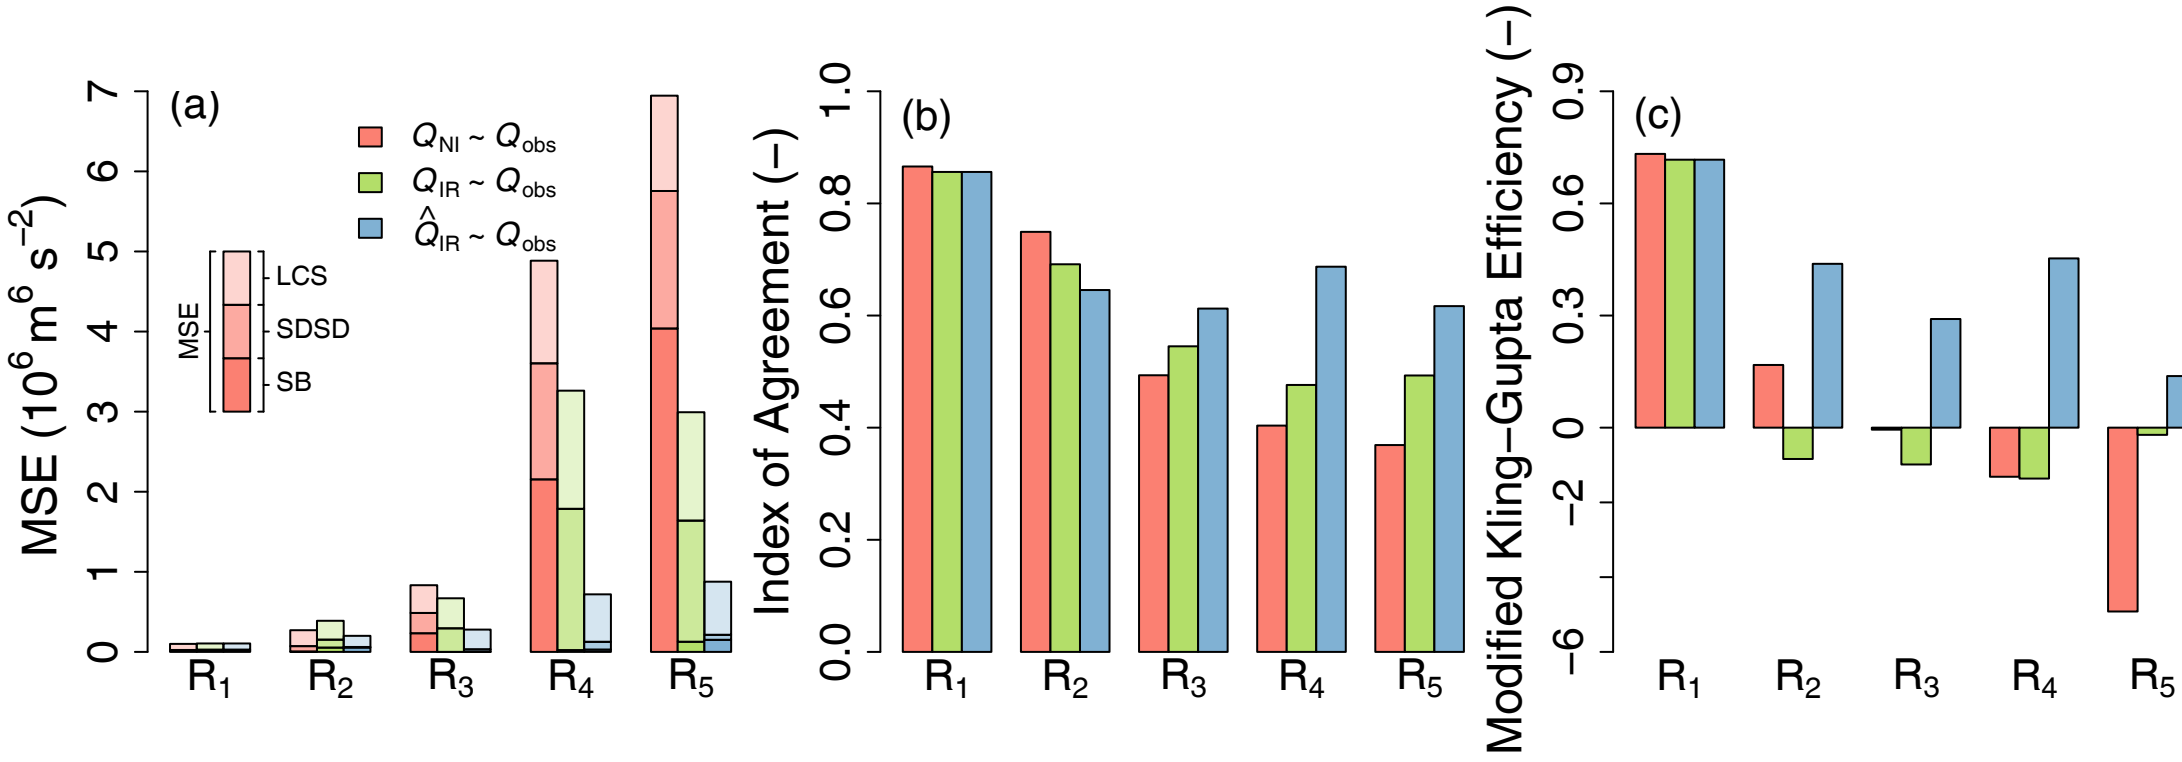 MSE (10⁶ m⁶ s⁻²)
7
6
5
4
3
2
1
0
(a)
Q_NI ~ Q_obs
Q_IR ~ Q_obs
Q̂_IR ~ Q_obs
MSE
LCS
SDSD
SB
R₁ R₂ R₃ R₄ R₅
Index of Agreement (−)
1.0
0.8
0.6
0.4
0.2
0.0
(b)
R₁ R₂ R₃ R₄ R₅
Modified Kling−Gupta Efficiency (−)
0.9
0.6
0.3
0
−2
−6
(c)
R₁ R₂ R₃ R₄ R₅